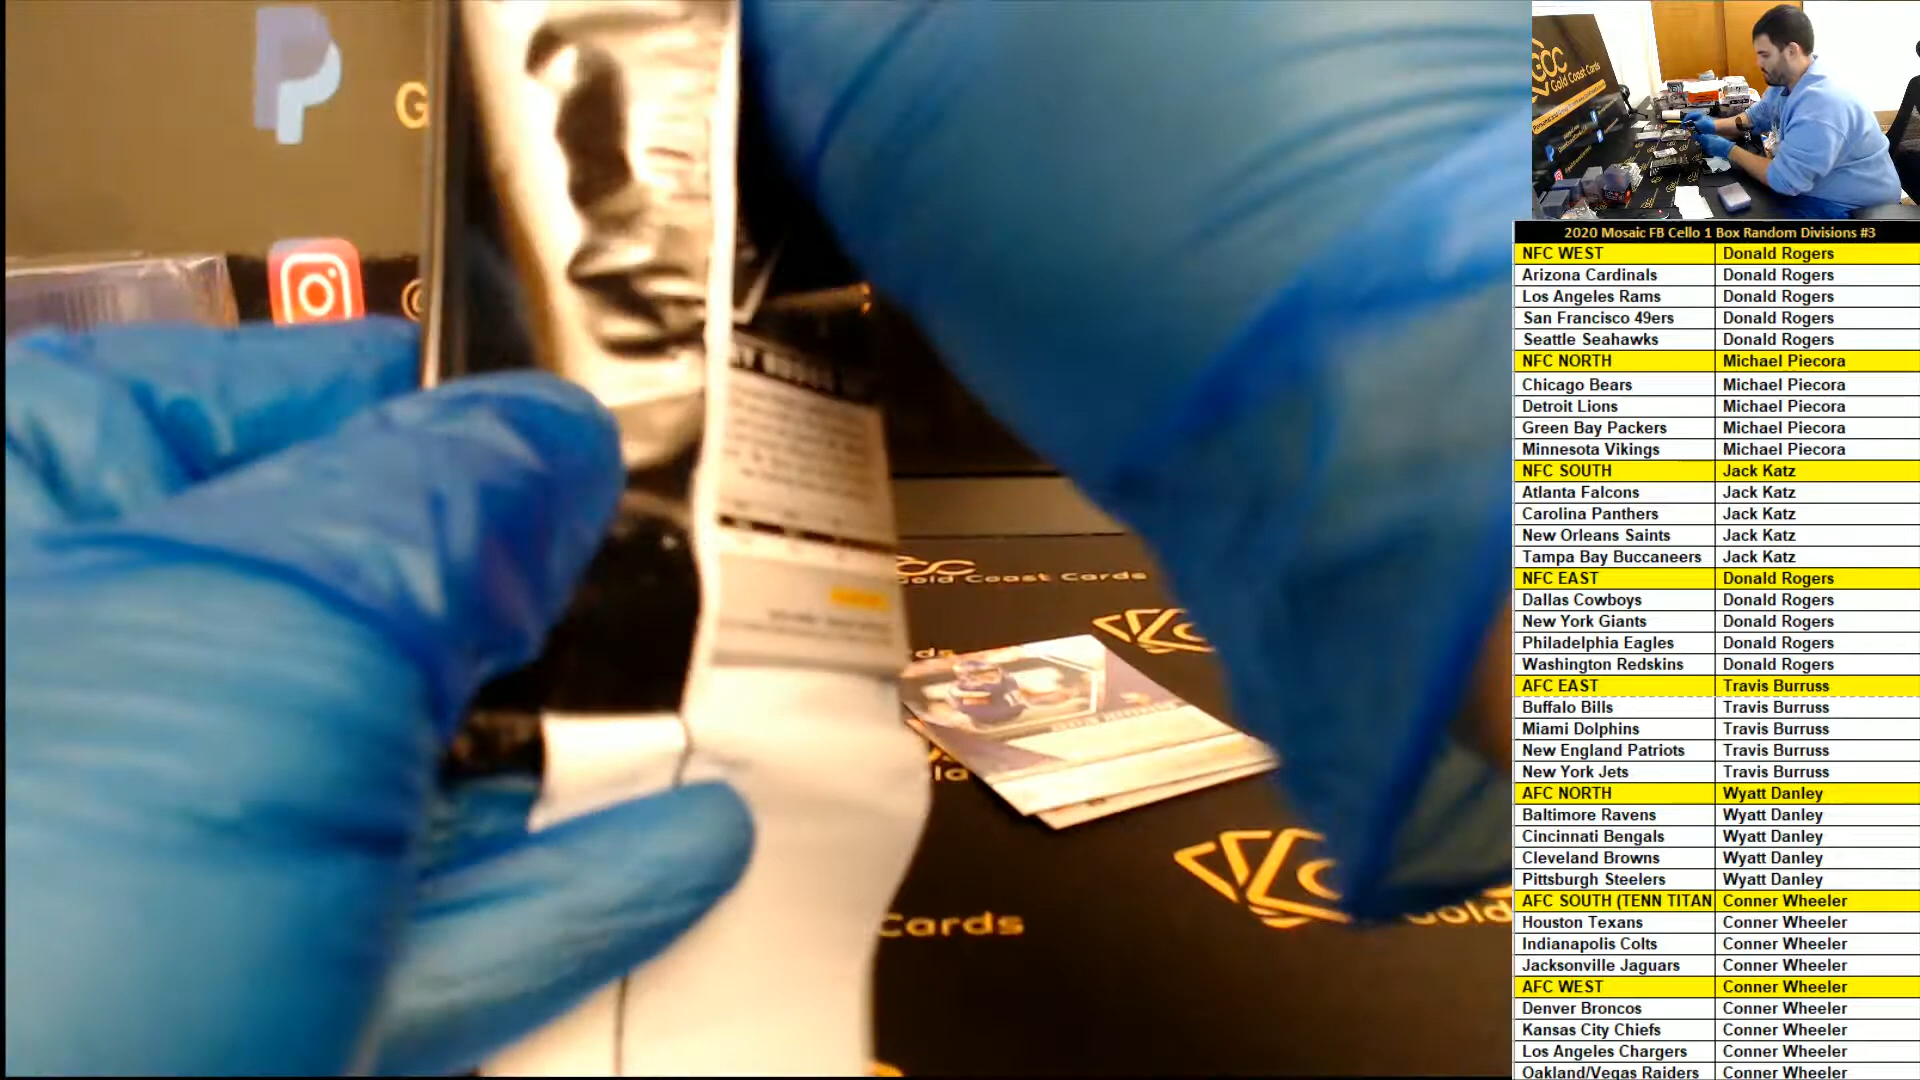 G
GCC
Gold Coast Cards
2020 Mosaic FB Cello 1 Box Random Divisions #3
NFC WEST Donald Rogers
Arizona Cardinals Donald Rogers
Los Angeles Rams Donald Rogers
San Francisco 49ers Donald Rogers
Seattle Seahawks Donald Rogers
NFC NORTH Michael Piecora
Chicago Bears Michael Piecora
Detroit Lions Michael Piecora
Green Bay Packers Michael Piecora
Minnesota Vikings Michael Piecora
NFC SOUTH Jack Katz
Atlanta Falcons Jack Katz
Carolina Panthers Jack Katz
New Orleans Saints Jack Katz
Tampa Bay Buccaneers Jack Katz
NFC EAST Donald Rogers
Dallas Cowboys Donald Rogers
New York Giants Donald Rogers
Philadelphia Eagles Donald Rogers
Washington Redskins Donald Rogers
AFC EAST Travis Burruss
Buffalo Bills Travis Burruss
Miami Dolphins Travis Burruss
New England Patriots Travis Burruss
New York Jets Travis Burruss
AFC NORTH Wyatt Danley
Baltimore Ravens Wyatt Danley
Cincinnati Bengals Wyatt Danley
Cleveland Browns Wyatt Danley
Pittsburgh Steelers Wyatt Danley
AFC SOUTH (TENN TITAN Conner Wheeler
Houston Texans Conner Wheeler
Indianapolis Colts Conner Wheeler
Jacksonville Jaguars Conner Wheeler
AFC WEST Conner Wheeler
Denver Broncos Conner Wheeler
Kansas City Chiefs Conner Wheeler
Los Angeles Chargers Conner Wheeler
Oakland/Vegas Raiders Conner Wheeler
Gold Coast Cards
ds
Cards
Gold